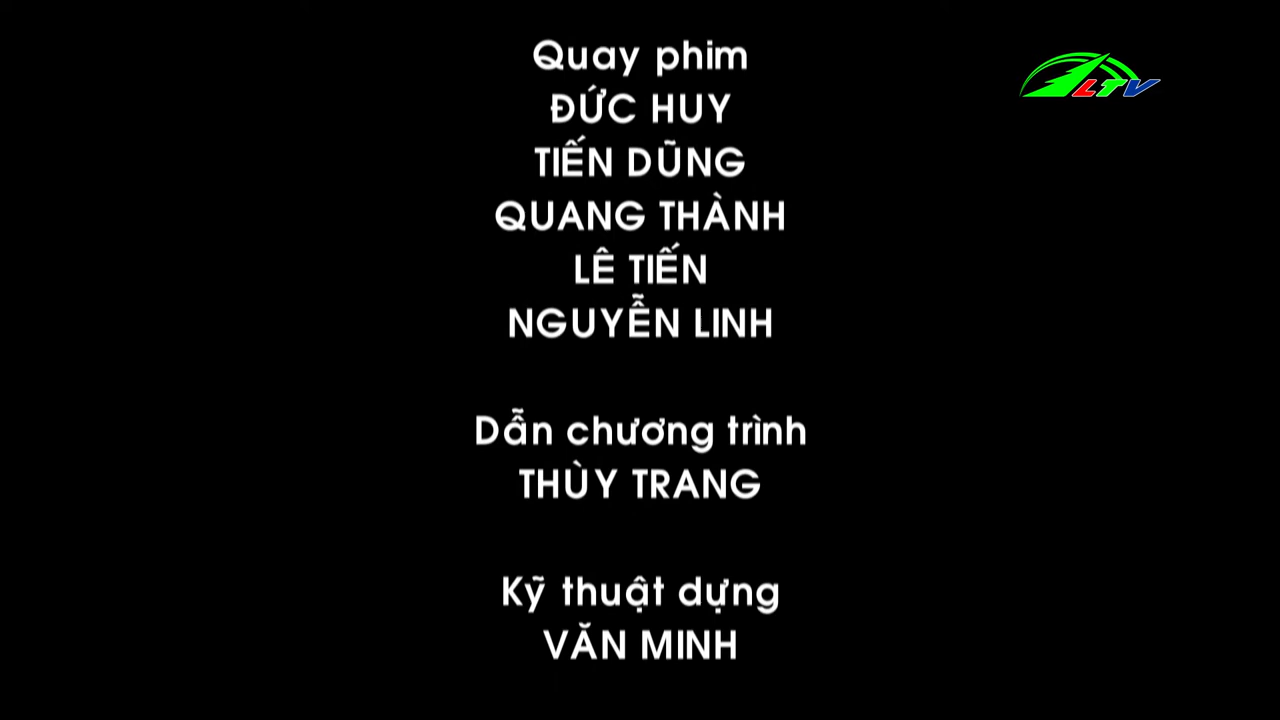 Quay phim
LTV
ĐỨC HUY
TIẾN DŨNG
QUANG THÀNH
LÊ TIẾN
NGUYỄN LINH
Dẫn chương trình
THÙY TRANG
Kỹ thuật dựng
VĂN MINH